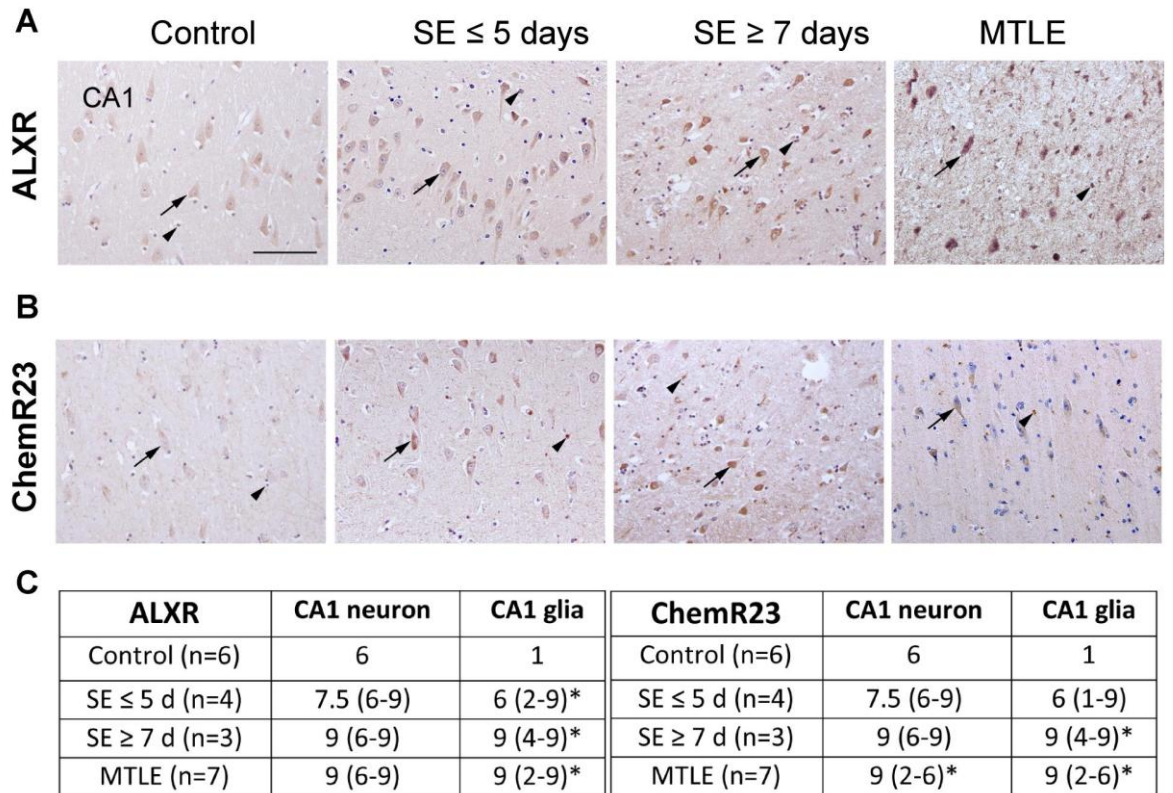 A
Control SE ≤ 5 days SE ≥ 7 days MTLE
ALXR
CA1
B
ChemR23
C
ALXR CA1 neuron CA1 glia
Control (n=6) 6 1
SE ≤ 5 d (n=4) 7.5 (6-9) 6 (2-9)*
SE ≥ 7 d (n=3) 9 (6-9) 9 (4-9)*
MTLE (n=7) 9 (6-9) 9 (2-9)*
ChemR23 CA1 neuron CA1 glia
Control (n=6) 6 1
SE ≤ 5 d (n=4) 7.5 (6-9) 6 (1-9)
SE ≥ 7 d (n=3) 9 (6-9) 9 (4-9)*
MTLE (n=7) 9 (2-6)* 9 (2-6)*